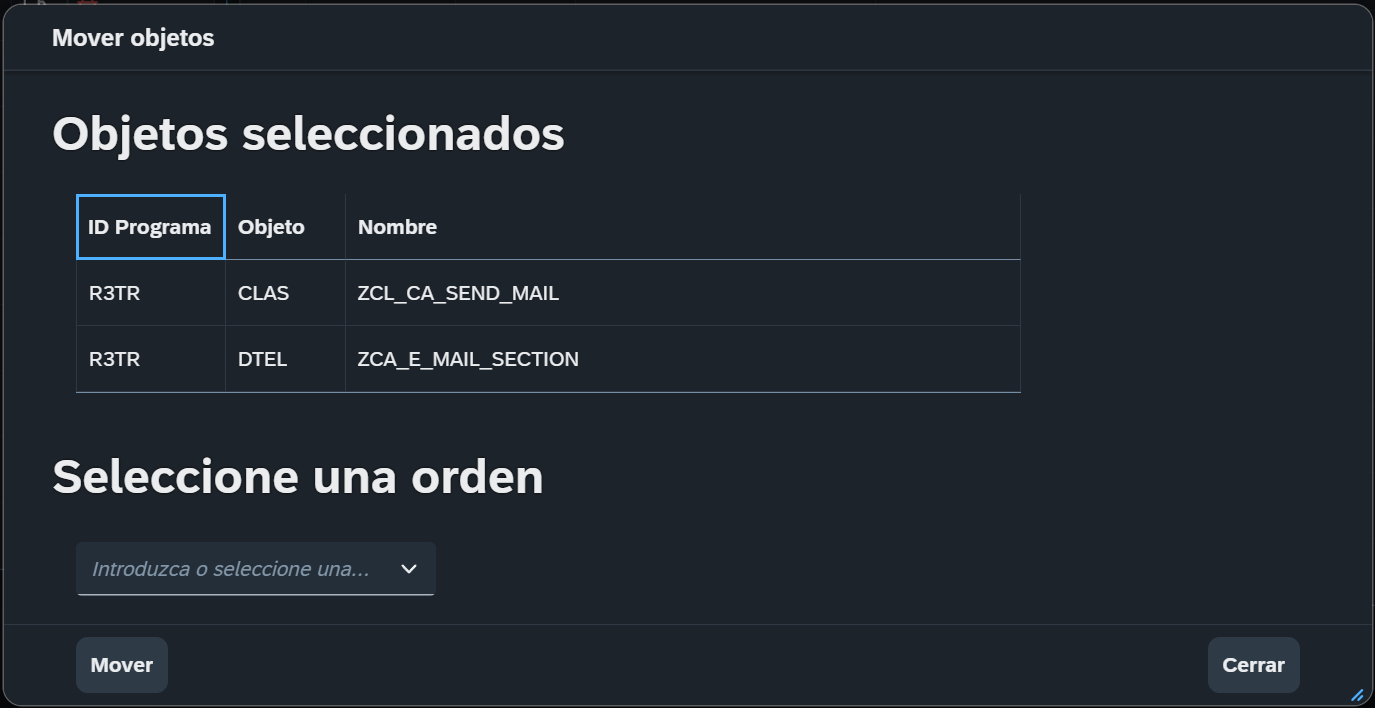 Mover objetos
Objetos seleccionados
ID Programa Objeto Nombre
R3TR CLAS ZCL_CA_SEND_MAIL
R3TR DTEL ZCA_E_MAIL_SECTION
Seleccione una orden
Introduzca o seleccione una...
Mover Cerrar